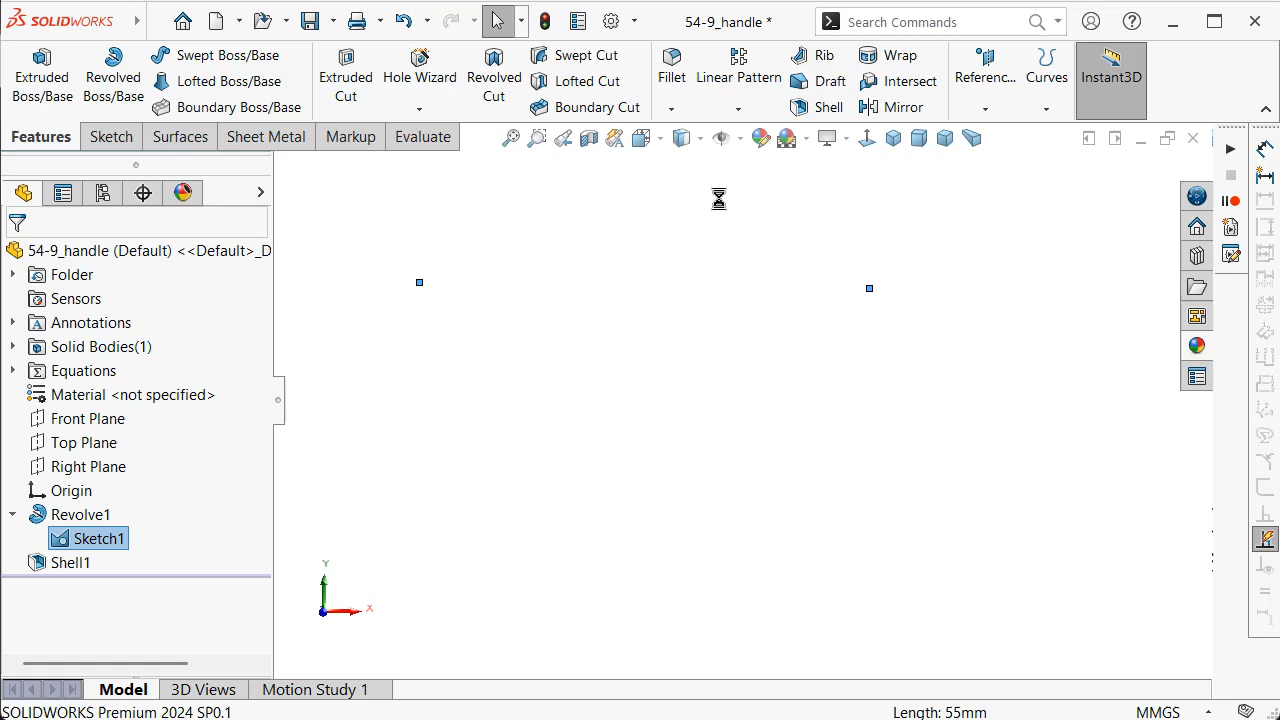 SOLIDWORKS
54-9_handle *
Search Commands
Extruded Boss/Base
Revolved Boss/Base
Swept Boss/Base
Lofted Boss/Base
Boundary Boss/Base
Extruded Cut
Hole Wizard
Revolved Cut
Swept Cut
Lofted Cut
Boundary Cut
Fillet
Linear Pattern
Rib
Draft
Shell
Wrap
Intersect
Mirror
Referenc...
Curves
Instant3D
Features
Sketch
Surfaces
Sheet Metal
Markup
Evaluate
54-9_handle (Default) <<Default>_D
Folder
Sensors
Annotations
Solid Bodies(1)
Equations
Material <not specified>
Front Plane
Top Plane
Right Plane
Origin
Revolve1
Sketch1
Shell1
Y
X
Model
3D Views
Motion Study 1
SOLIDWORKS Premium 2024 SP0.1
Length: 55mm
MMGS